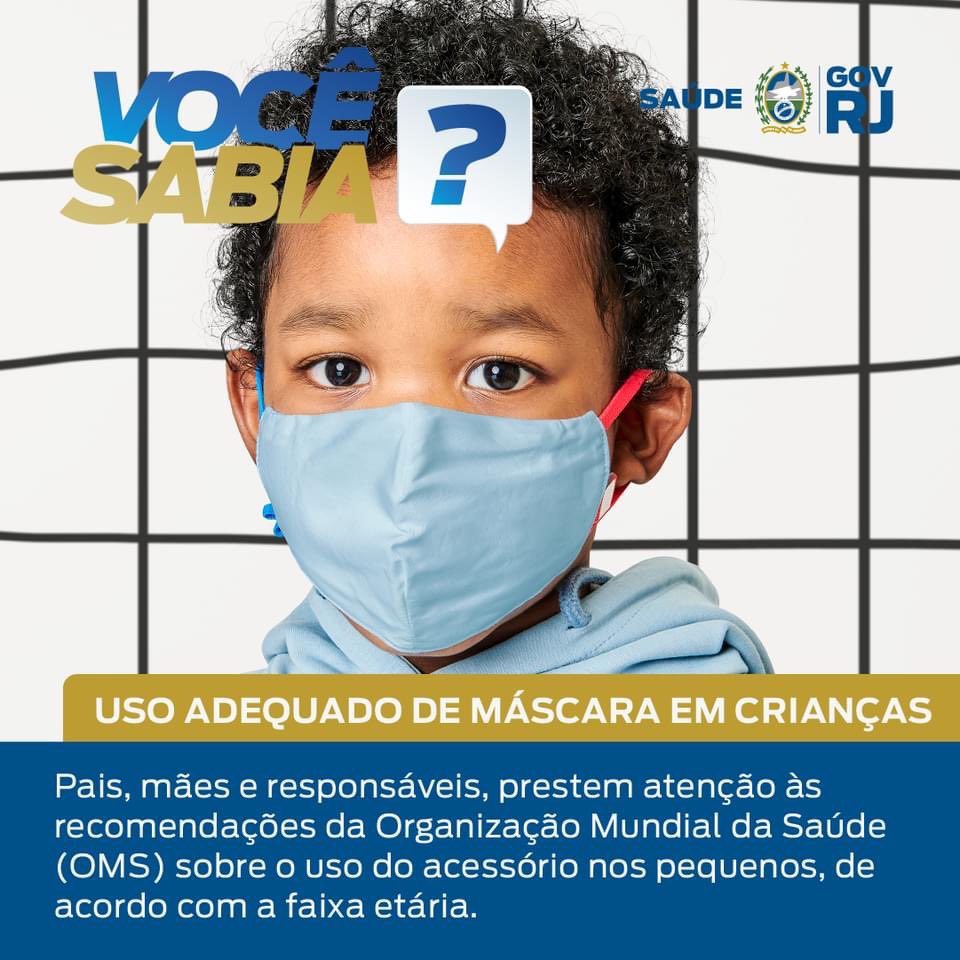 VOCÊ
SABIA
?
SAÚDE
GOV
RJ
USO ADEQUADO DE MÁSCARA EM CRIANÇAS
Pais, mães e responsáveis, prestem atenção às
recomendações da Organização Mundial da Saúde
(OMS) sobre o uso do acessório nos pequenos, de
acordo com a faixa etária.